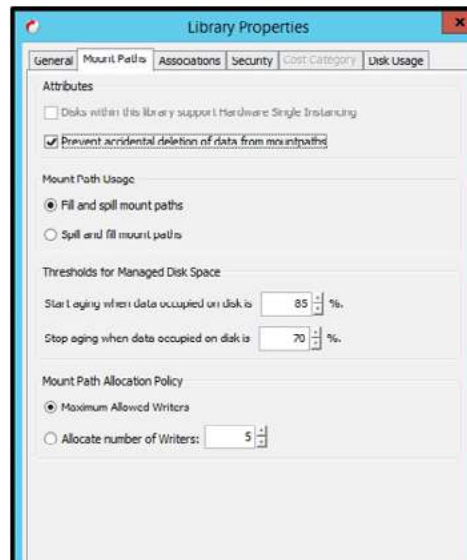 Library Properties
General Mount Paths Associations Security Cost Category Disk Usage
Attributes
Disks within this library support Hardware Single Instancing
Prevent accidental deletion of data from mountpaths
Mount Path Usage
Fill and spill mount paths
Spill and fill mount paths
Thresholds for Managed Disk Space
Start aging when data occupied on disk is 85 %.
Stop aging when data occupied on disk is 70 %.
Mount Path Allocation Policy
Maximum Allowed Writers
Allocate number of Writers: 5